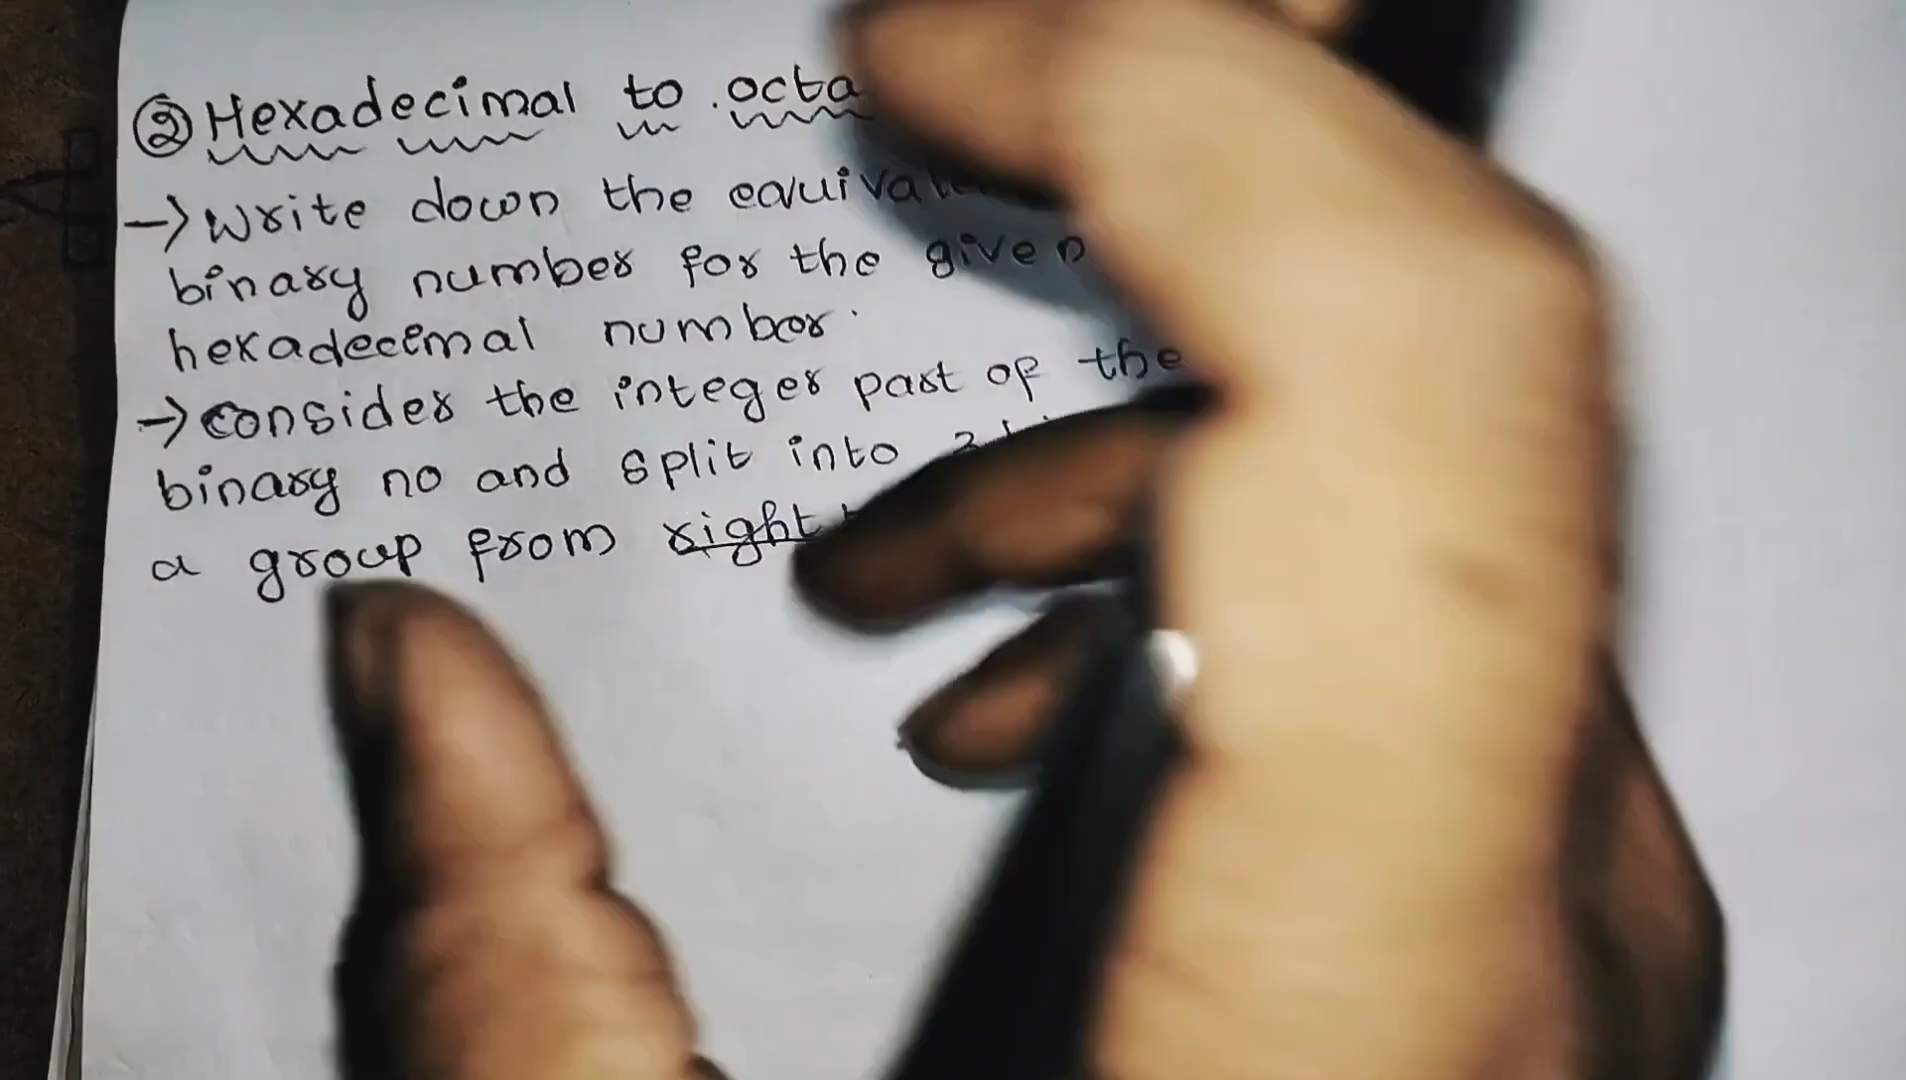 ② Hexadecimal to octa
→ Write down the equiva
binary number for the given
hexadecimal number.
→ consider the integer part of the
binary no and split into
a group from right